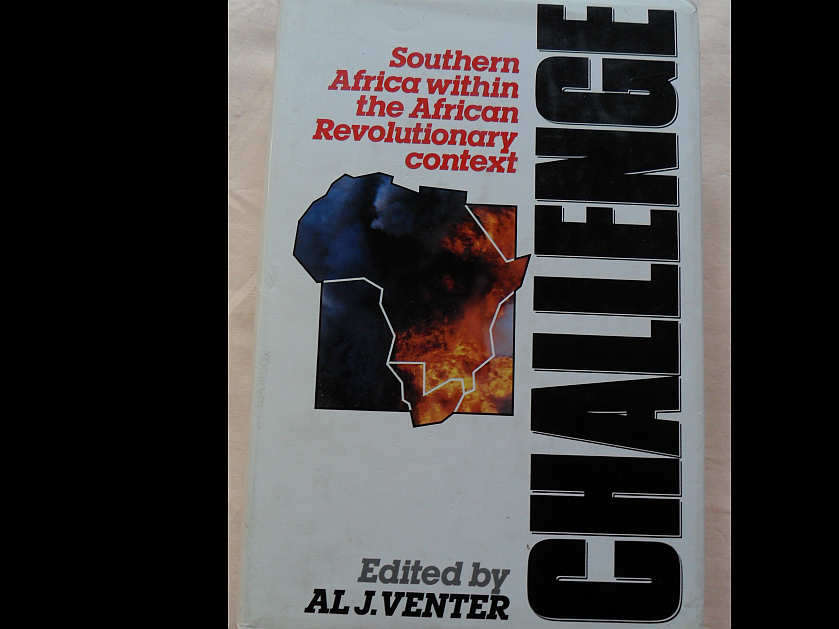 Southern
Africa within
the African
Revolutionary
context
CHALLENGE
Edited by
AL J. VENTER